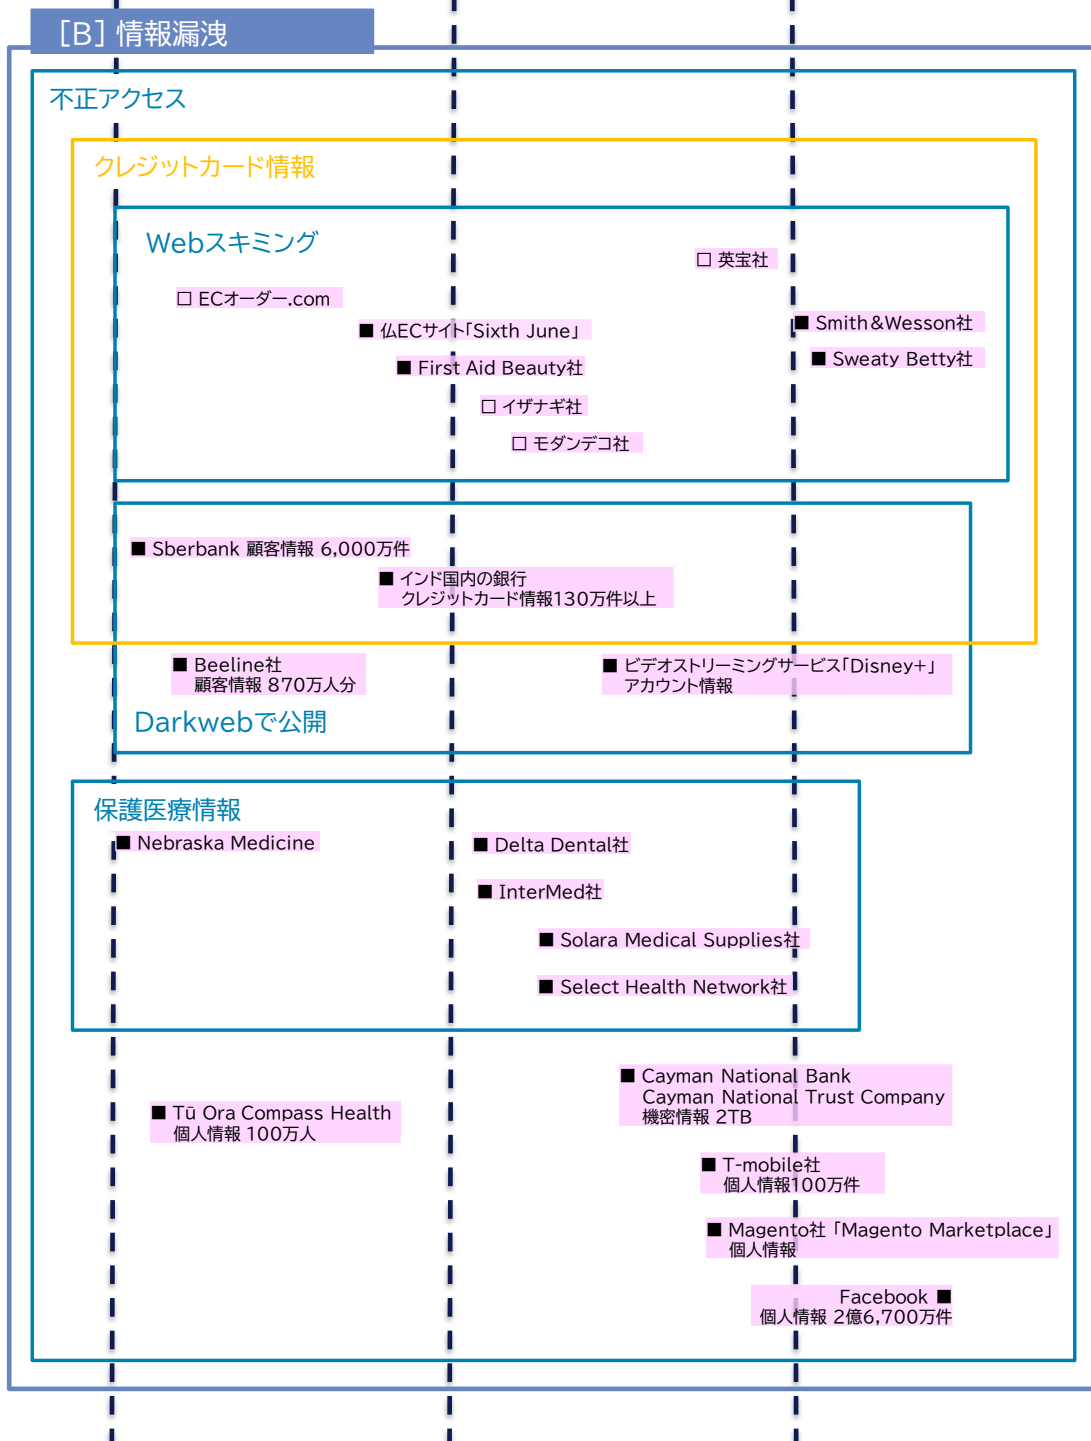 [B] 情報漏洩
不正アクセス
クレジットカード情報
Webスキミング
□ 英宝社
□ ECオーダー.com
■ 仏ECサイト「Sixth June」
■ Smith&Wesson社
■ First Aid Beauty社
■ Sweaty Betty社
□ イザナギ社
□ モダンデコ社
■ Sberbank 顧客情報 6,000万件
■ インド国内の銀行
クレジットカード情報130万件以上
■ Beeline社
顧客情報 870万人分
■ ビデオストリーミングサービス「Disney+」
アカウント情報
Darkwebで公開
保護医療情報
■ Nebraska Medicine
■ Delta Dental社
■ InterMed社
■ Solara Medical Supplies社
■ Select Health Network社
■ Cayman National Bank
Cayman National Trust Company
機密情報 2TB
■ Tū Ora Compass Health
個人情報 100万人
■ T-mobile社
個人情報100万件
■ Magento社 「Magento Marketplace」
個人情報
Facebook ■
個人情報 2億6,700万件